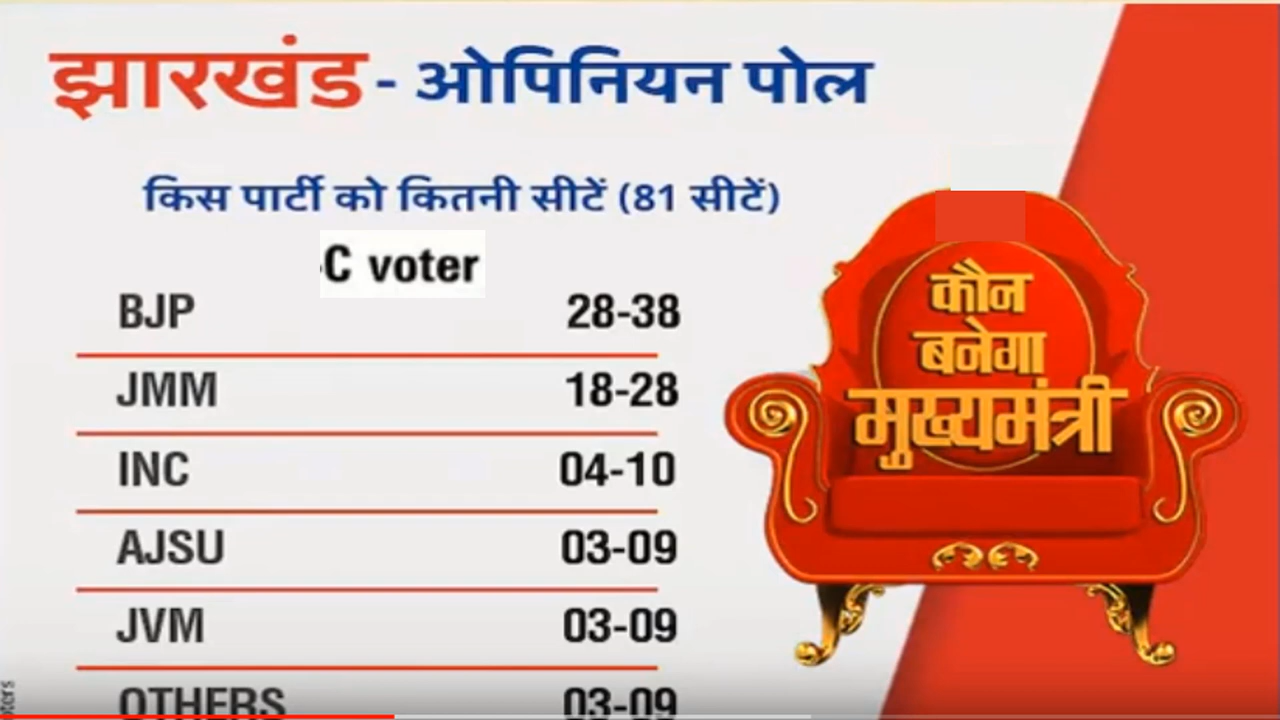 झारखंड - ओपिनियन पोल
किस पार्टी को कितनी सीटें (81 सीटें)
C voter
BJP 28-38
JMM 18-28
INC 04-10
AJSU 03-09
JVM 03-09
OTHERS 03-09
कौन
बनेगा
मुख्यमंत्री